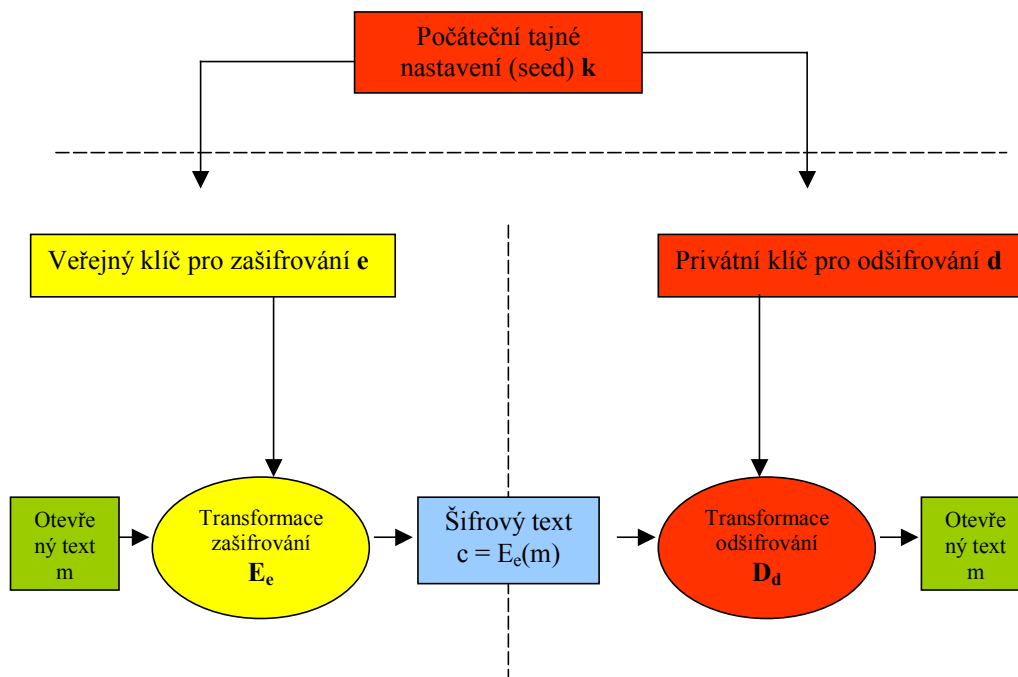 Počáteční tajné
nastavení (seed) k
Veřejný klíč pro zašifrování e
Privátní klíč pro odšifrování d
Otevře
ný text
m
Transformace
zašifrování
Eₑ
Šifrový text
c = Eₑ(m)
Transformace
odšifrování
D_d
Otevře
ný text
m